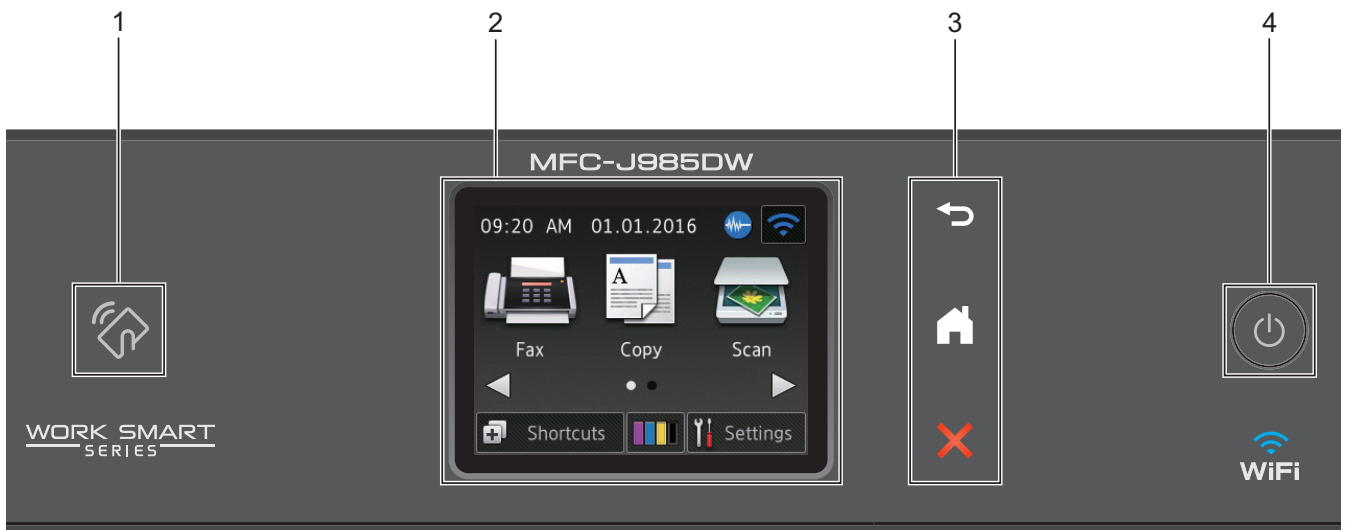 1 2 3 4
MFC-J985DW
09:20 AM 01.01.2016
A
Fax Copy Scan
Shortcuts Settings
WORK SMART
SERIES
WiFi